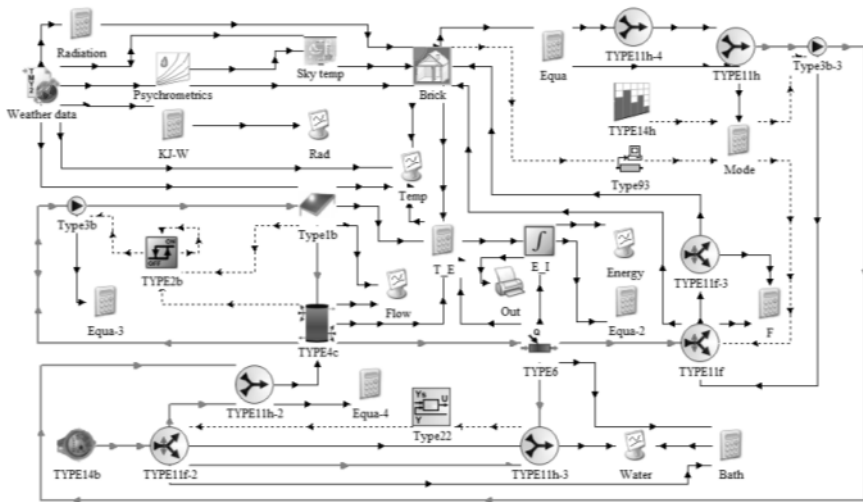 Radiation
Equa
TYPE11h-4
TYPE11h
Type3b-3
Psychrometrics
Sky temp
Brick
Weather data
TYPE14h
KJ-W
Rad
Temp
Type93
Mode
Type3b
Type1b
ON
OFF
TYPE2b
T_E
E_I
Energy
TYPE11f-3
Out
Equa-3
Flow
Equa-2
F
TYPE4c
TYPE6
TYPE11f
TYPE11h-2
Equa-4
Type22
TYPE14b
TYPE11f-2
TYPE11h-3
Water
Bath